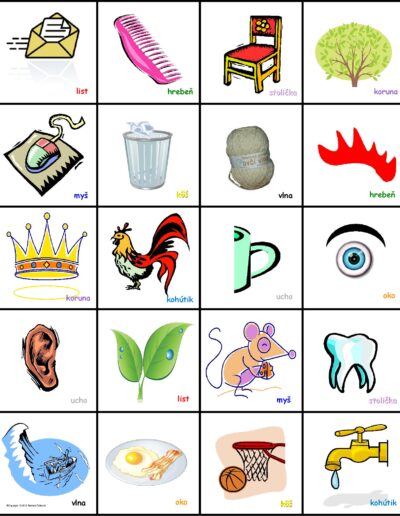 list
hrebeň
stolička
koruna
myš
kôš
vlna
hrebeň
koruna
kohútik
ucho
oko
ucho
list
myš
stolička
vlna
oko
kôš
kohútik